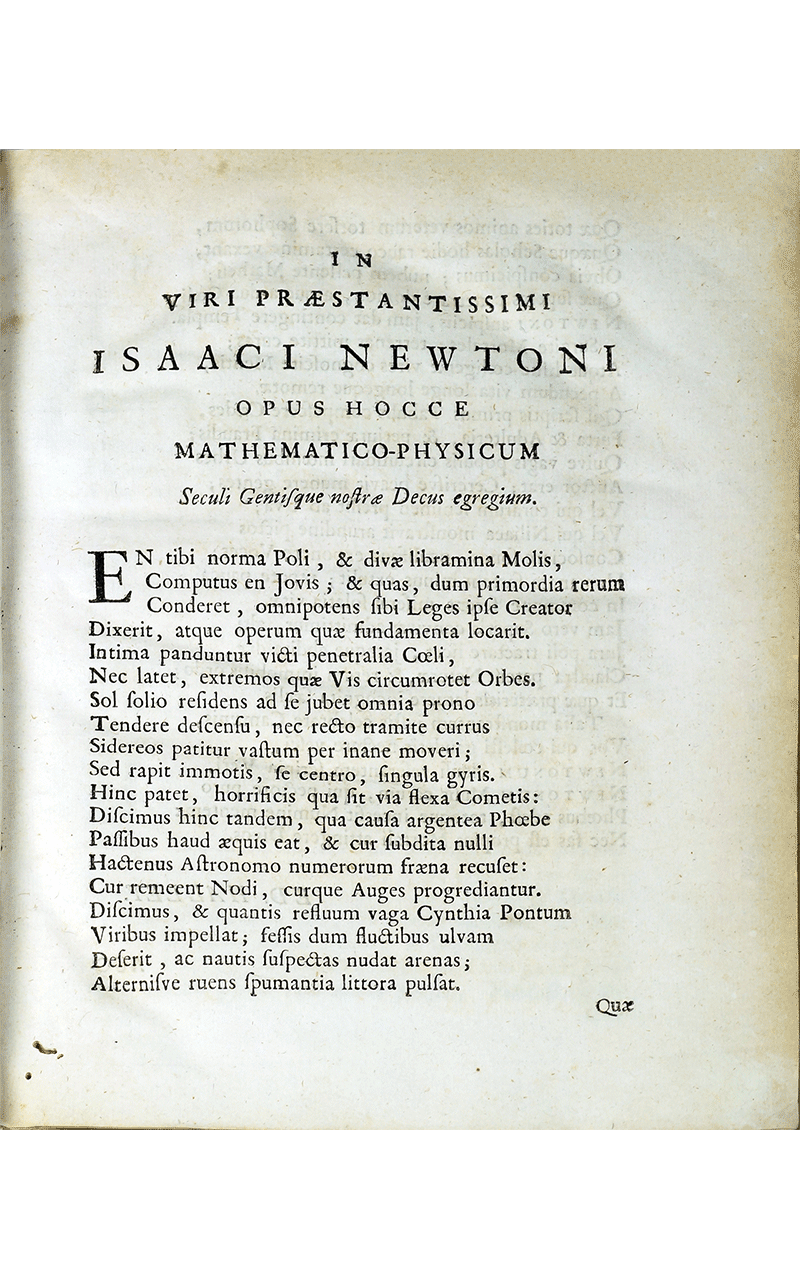 IN
VIRI PRÆSTANTISSIMI
ISAACI NEWTONI
OPUS HOCCE
MATHEMATICO-PHYSICUM
Seculi Gentiſque noſtræ Decus egregium.
EN tibi norma Poli, & divæ libramina Molis,
Computus en Jovis; & quas, dum primordia rerum
Conderet, omnipotens ſibi Leges ipſe Creator
Dixerit, atque operum quæ fundamenta locarit.
Intima panduntur victi penetralia Cœli,
Nec latet, extremos quæ Vis circumrotet Orbes.
Sol ſolio reſidens ad ſe jubet omnia prono
Tendere deſcenſu, nec recto tramite currus
Sidereos patitur vaſtum per inane moveri;
Sed rapit immotis, ſe centro, ſingula gyris.
Hinc patet, horrificis qua ſit via flexa Cometis:
Diſcimus hinc tandem, qua cauſa argentea Phœbe
Paſſibus haud æquis eat, & cur ſubdita nulli
Hactenus Aſtronomo numerorum fræna recuſet:
Cur remeent Nodi, curque Auges progrediantur.
Diſcimus, & quantis refluum vaga Cynthia Pontum
Viribus impellat; feſſis dum fluctibus ulvam
Deſerit, ac nautis ſuſpectas nudat arenas;
Alterniſve ruens ſpumantia littora pulſat.
Quæ